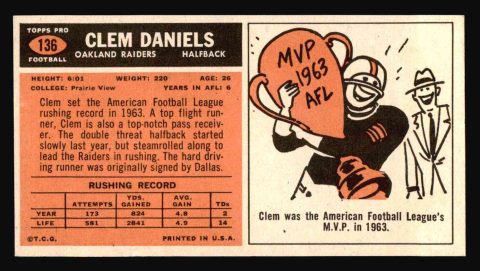 TOPPS PRO
136
FOOTBALL
CLEM DANIELS
OAKLAND RAIDERS HALFBACK
HEIGHT: 6:01 WEIGHT: 220 AGE: 26
COLLEGE: Prairie View YEARS IN AFL: 6
Clem set the American Football League
rushing record in 1963. A top flight run-
ner, Clem is also a top-notch pass receiv-
er. The double threat halfback started
slowly last year, but steamrolled along to
lead the Raiders in rushing. The hard driv-
ing runner was originally signed by Dallas.
RUSHING RECORD
ATTEMPTS YDS. GAINED AVG. GAIN TDs
YEAR 173 824 4.8 2
LIFE 581 2841 4.9 14
©T.C.G. PRINTED IN U.S.A.
MVP
1963
AFL
Clem was the American Football League's
M.V.P. in 1963.